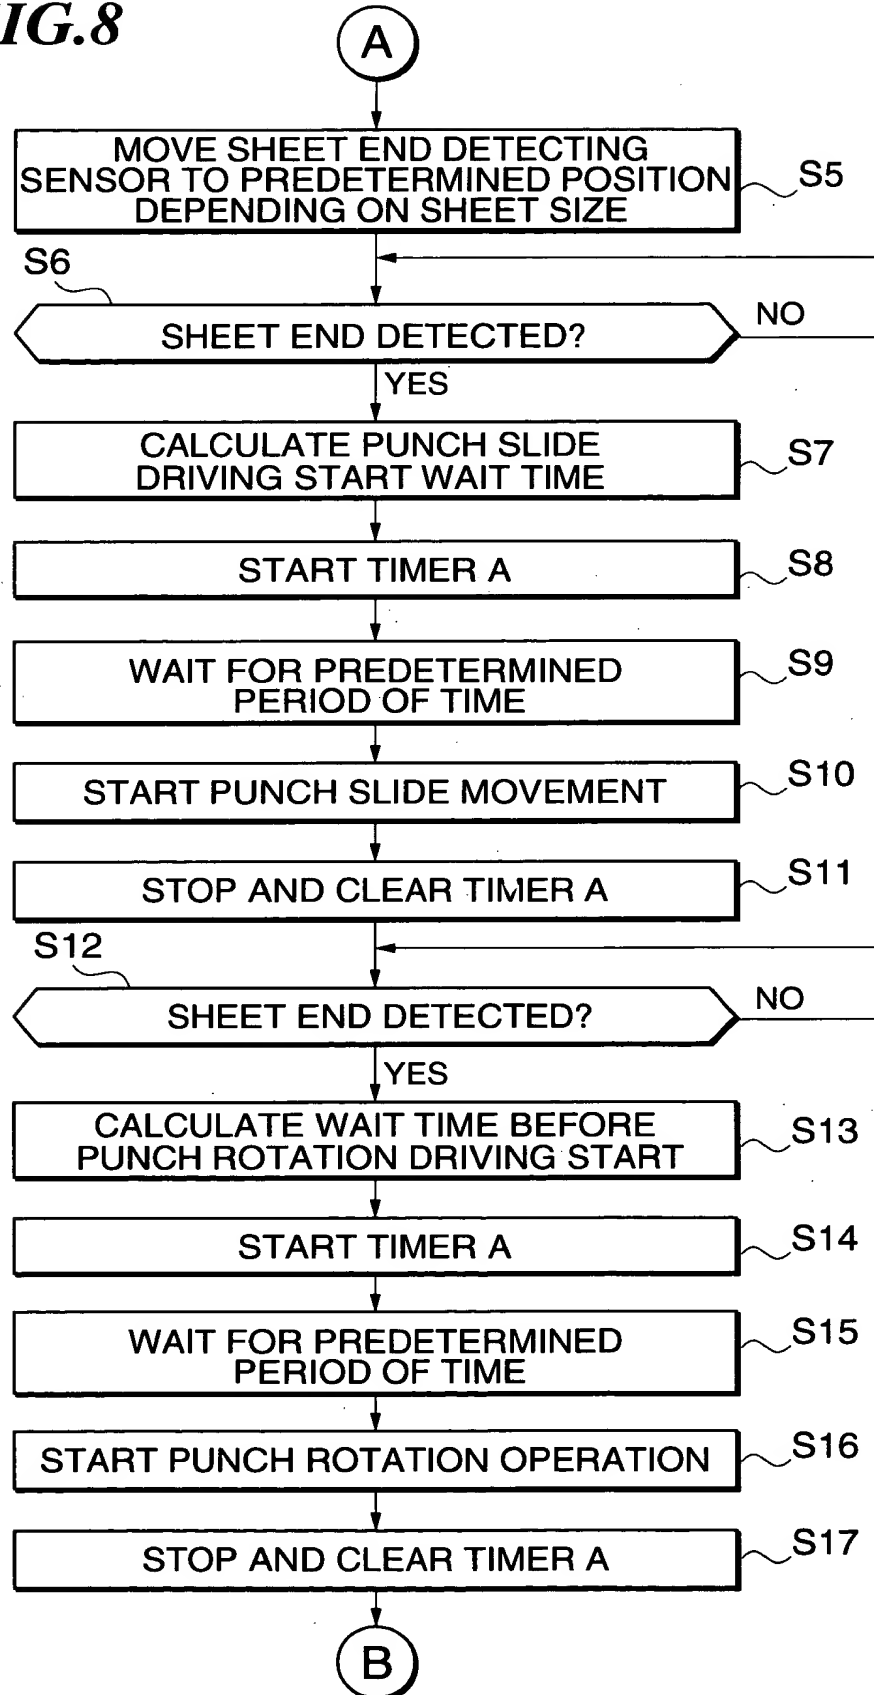 IG.8
A
MOVE SHEET END DETECTING
SENSOR TO PREDETERMINED POSITION
DEPENDING ON SHEET SIZE
S5
S6
SHEET END DETECTED?
NO
YES
CALCULATE PUNCH SLIDE
DRIVING START WAIT TIME
S7
START TIMER A
S8
WAIT FOR PREDETERMINED
PERIOD OF TIME
S9
START PUNCH SLIDE MOVEMENT
S10
STOP AND CLEAR TIMER A
S11
S12
SHEET END DETECTED?
NO
YES
CALCULATE WAIT TIME BEFORE
PUNCH ROTATION DRIVING START
S13
START TIMER A
S14
WAIT FOR PREDETERMINED
PERIOD OF TIME
S15
START PUNCH ROTATION OPERATION
S16
STOP AND CLEAR TIMER A
S17
B